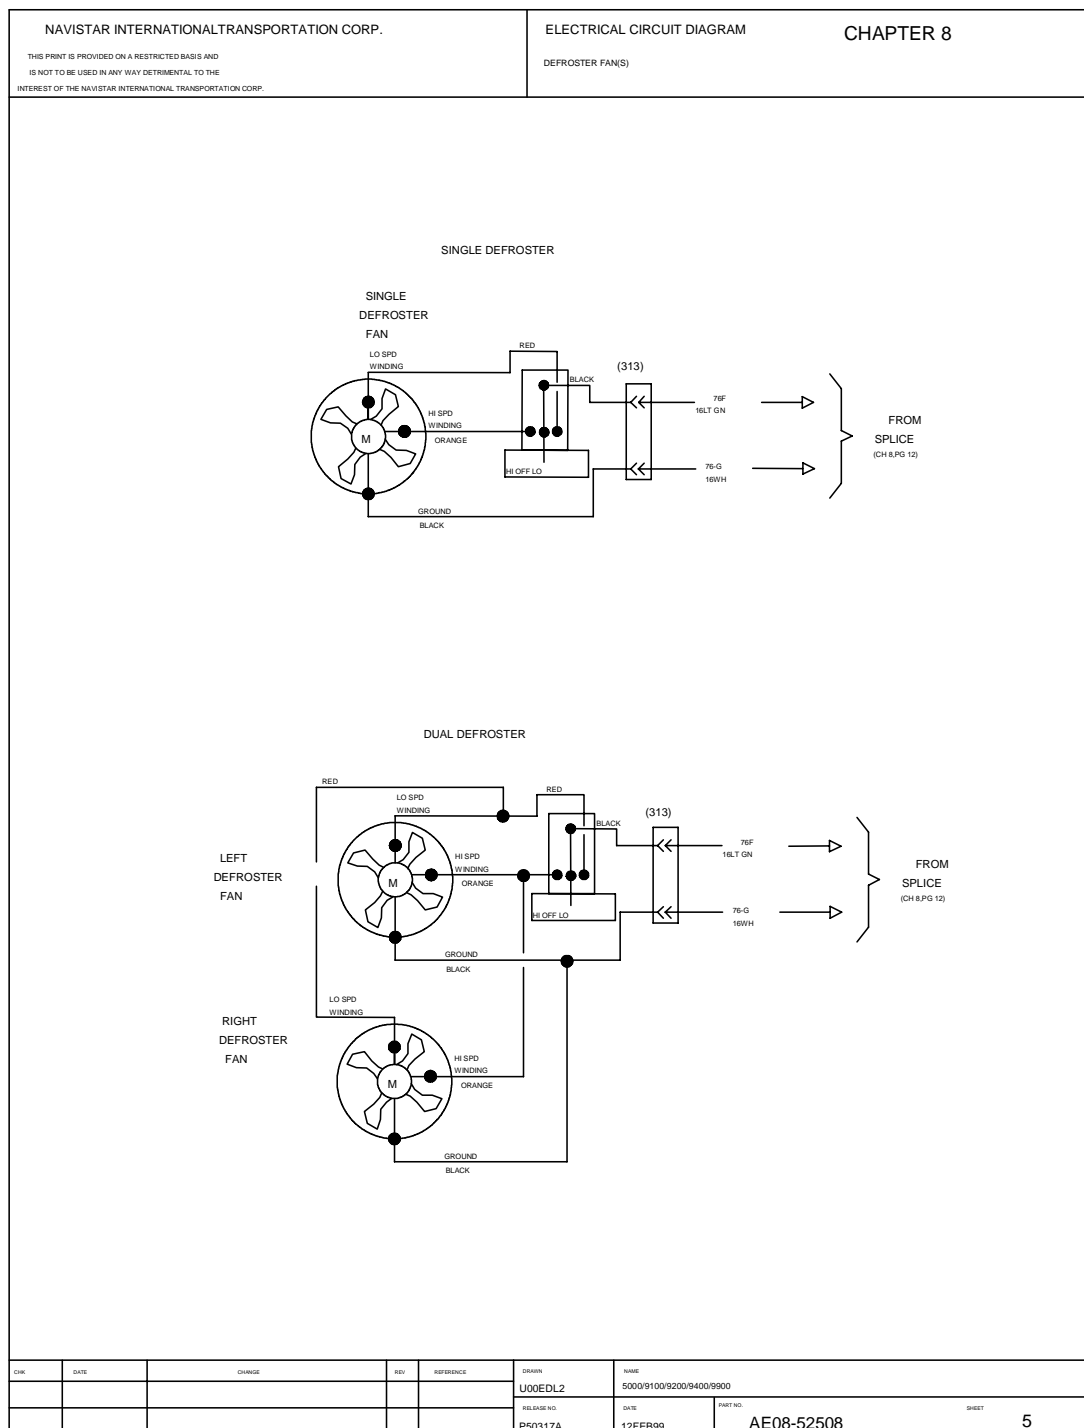 NAVISTAR INTERNATIONALTRANSPORTATION CORP.
THIS PRINT IS PROVIDED ON A RESTRICTED BASIS AND
IS NOT TO BE USED IN ANY WAY DETRIMENTAL TO THE
INTEREST OF THE NAVISTAR INTERNATIONAL TRANSPORTATION CORP.
ELECTRICAL CIRCUIT DIAGRAM
CHAPTER 8
DEFROSTER FAN(S)
SINGLE DEFROSTER
SINGLE
DEFROSTER
FAN
LO SPD
WINDING
RED
(313)
BLACK
HI SPD
WINDING
ORANGE
M
HI OFF LO
76F
16LT GN
76-G
16WH
FROM
SPLICE
(CH 8,PG 12)
GROUND
BLACK
DUAL DEFROSTER
RED
LO SPD
WINDING
RED
(313)
BLACK
LEFT
DEFROSTER
FAN
HI SPD
WINDING
ORANGE
M
HI OFF LO
76F
16LT GN
76-G
16WH
FROM
SPLICE
(CH 8,PG 12)
GROUND
BLACK
LO SPD
WINDING
RIGHT
DEFROSTER
FAN
HI SPD
WINDING
ORANGE
M
GROUND
BLACK
CHK DATE CHANGE REV REFERENCE
DRAWN
U00EDL2
NAME
5000/9100/9200/9400/9900
RELEASE NO.
P50317A
DATE
12FEB99
PART NO.
AE08-52508
SHEET
5